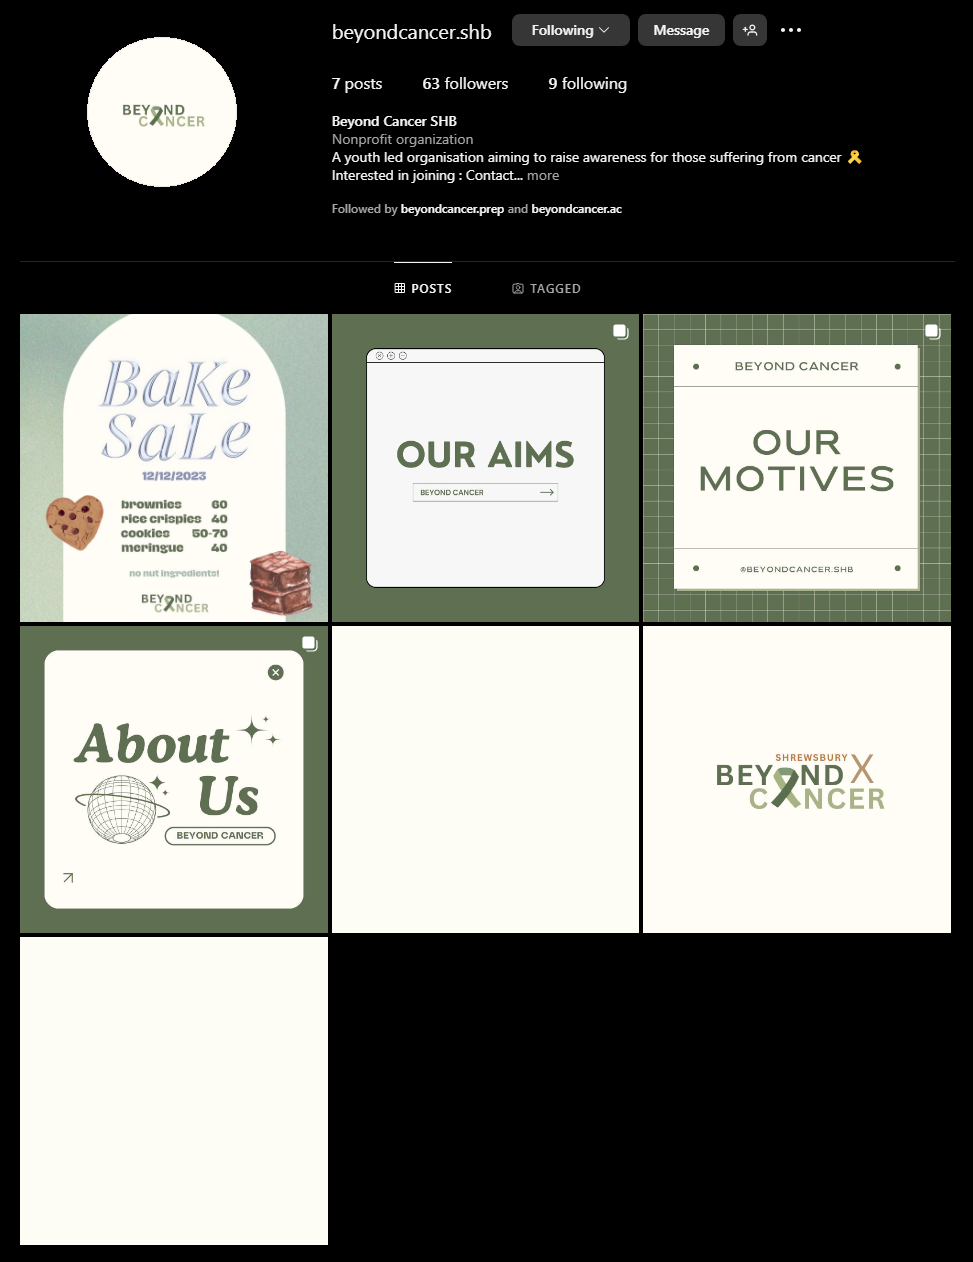 beyondcancer.shb
Following
Message
7 posts
63 followers
9 following
BEYOND
CANCER
Beyond Cancer SHB
Nonprofit organization
A youth led organisation aiming to raise awareness for those suffering from cancer 🎗️
Interested in joining : Contact... more
Followed by beyondcancer.prep and beyondcancer.ac
POSTS
TAGGED
BaKe
SaLe
12/12/2023
brownies 60
rice crispies 40
cookies 50-70
meringue 40
no nut ingredients!
BEYOND
CANCER
OUR AIMS
BEYOND CANCER
BEYOND CANCER
OUR
MOTIVES
@BEYONDCANCER.SHB
About
Us
BEYOND CANCER
SHREWSBURY X
BEYOND
CANCER